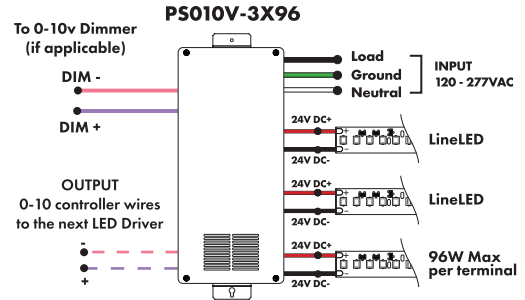 PS010V-3X96
To 0-10v Dimmer
(if applicable)
DIM -
DIM +
Load
Ground
Neutral
INPUT
120 - 277VAC
24V DC+
24V DC-
+
-
LineLED
24V DC+
24V DC-
+
-
LineLED
OUTPUT
0-10 controller wires
to the next LED Driver
-
+
24V DC+
24V DC-
+
-
96W Max
per terminal